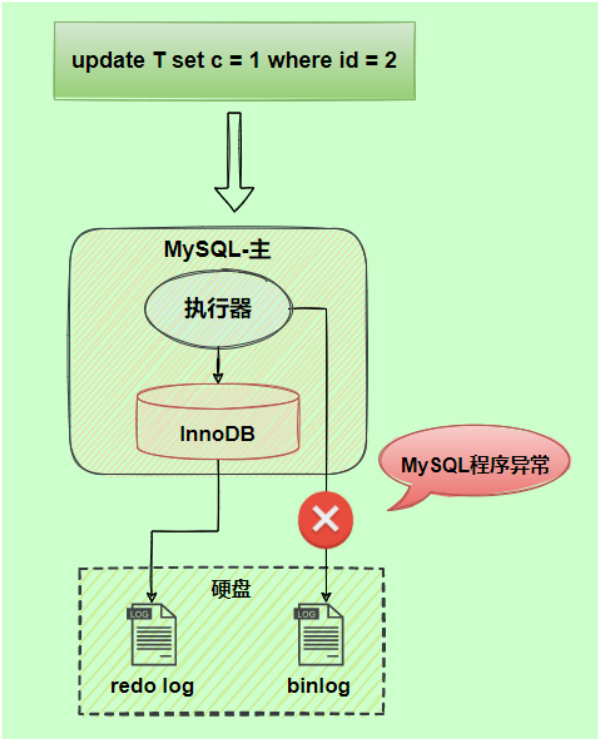 update T set c = 1 where id = 2
MySQL-主
执行器
InnoDB
MySQL程序异常
硬盘
LOG
LOG
redo log
binlog